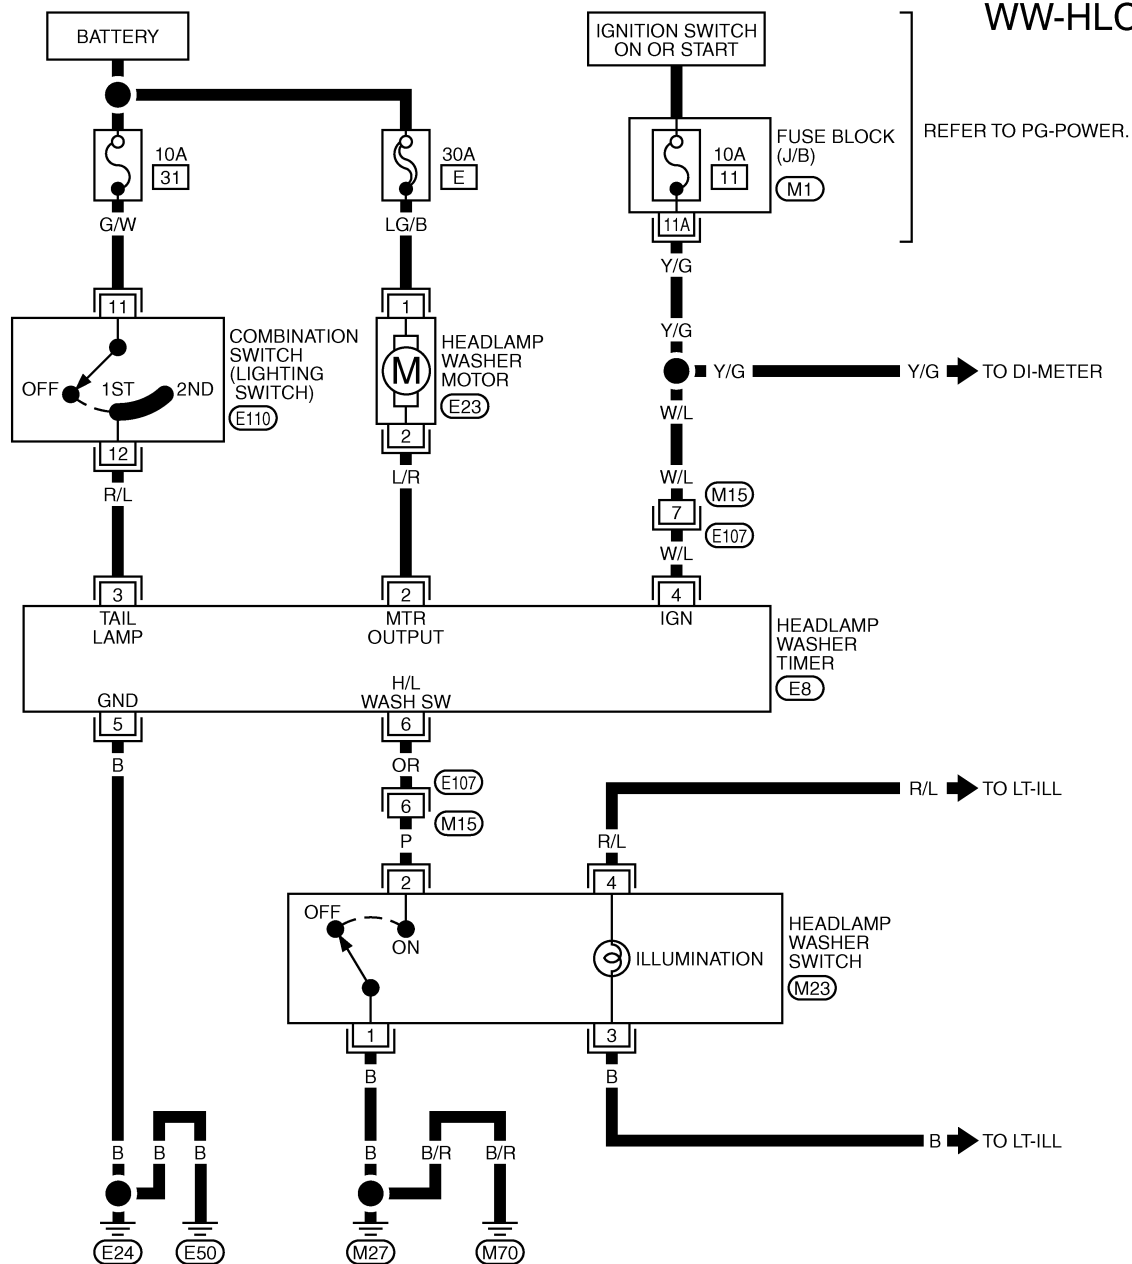 WW-HLC
BATTERY
IGNITION SWITCH
ON OR START
REFER TO PG-POWER.
10A
31
30A
E
10A
11
FUSE BLOCK
(J/B)
M1
11A
G/W
LG/B
Y/G
11
1
Y/G
COMBINATION
SWITCH
(LIGHTING
SWITCH)
E110
OFF
1ST
2ND
M
HEADLAMP
WASHER
MOTOR
E23
Y/G
Y/G
TO DI-METER
W/L
12
2
R/L
L/R
W/L
M15
7
E107
W/L
3
2
4
TAIL
LAMP
MTR
OUTPUT
IGN
HEADLAMP
WASHER
TIMER
E8
GND
H/L
WASH SW
5
6
B
OR
E107
6
M15
P
R/L
TO LT-ILL
R/L
2
4
OFF
ON
ILLUMINATION
HEADLAMP
WASHER
SWITCH
M23
1
3
B
B
B
TO LT-ILL
B
B
B
B
B/R
B/R
E24
E50
M27
M70